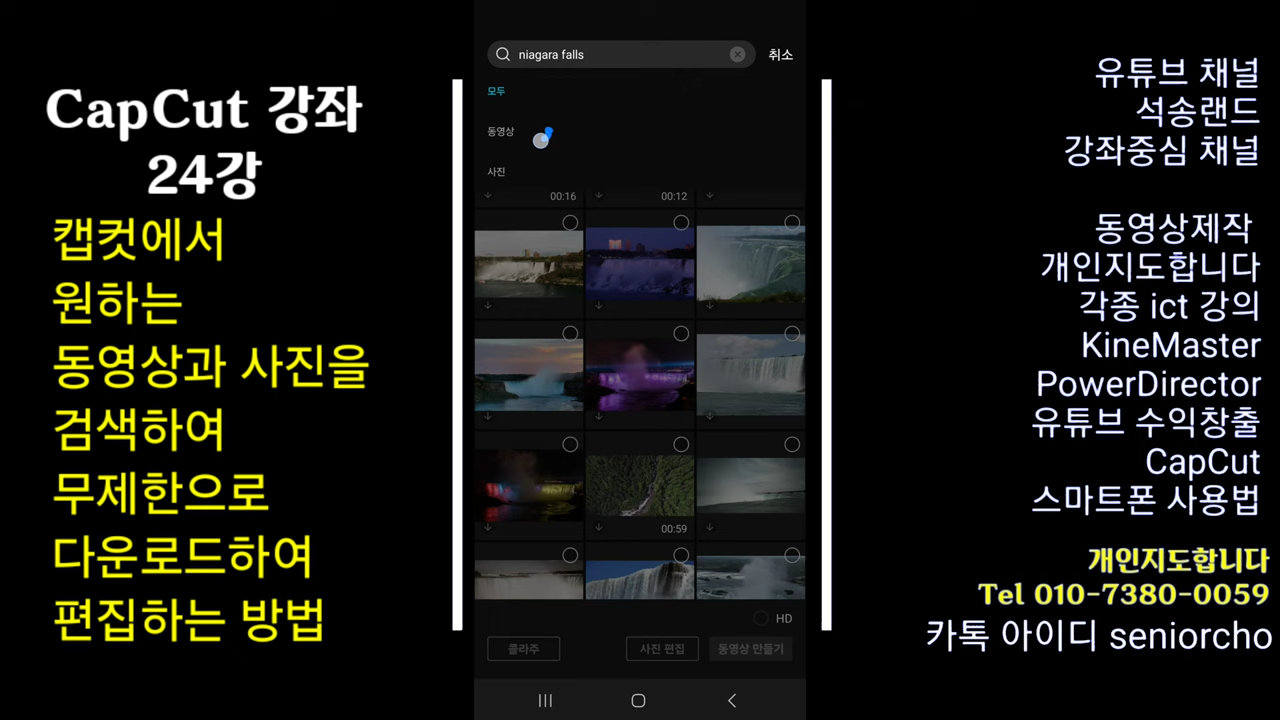 CapCut 강좌
24강
캡컷에서
원하는
동영상과 사진을
검색하여
무제한으로
다운로드하여
편집하는 방법
niagara falls
취소
모두
동영상
사진
00:16
00:12
00:59
HD
콜라주
사진 편집
동영상 만들기
유튜브 채널
석송랜드
강좌중심 채널
동영상제작
개인지도합니다
각종 ict 강의
KineMaster
PowerDirector
유튜브 수익창출
CapCut
스마트폰 사용법
개인지도합니다
Tel 010-7380-0059
카톡 아이디 seniorcho